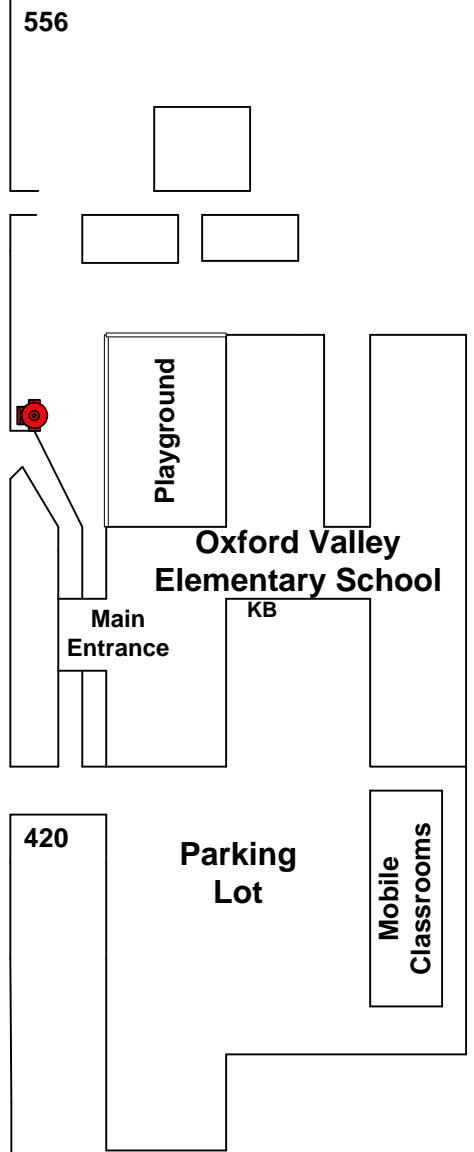 556
Playground
Oxford Valley
Elementary School
KB
Main
Entrance
420
Parking
Lot
Mobile
Classrooms